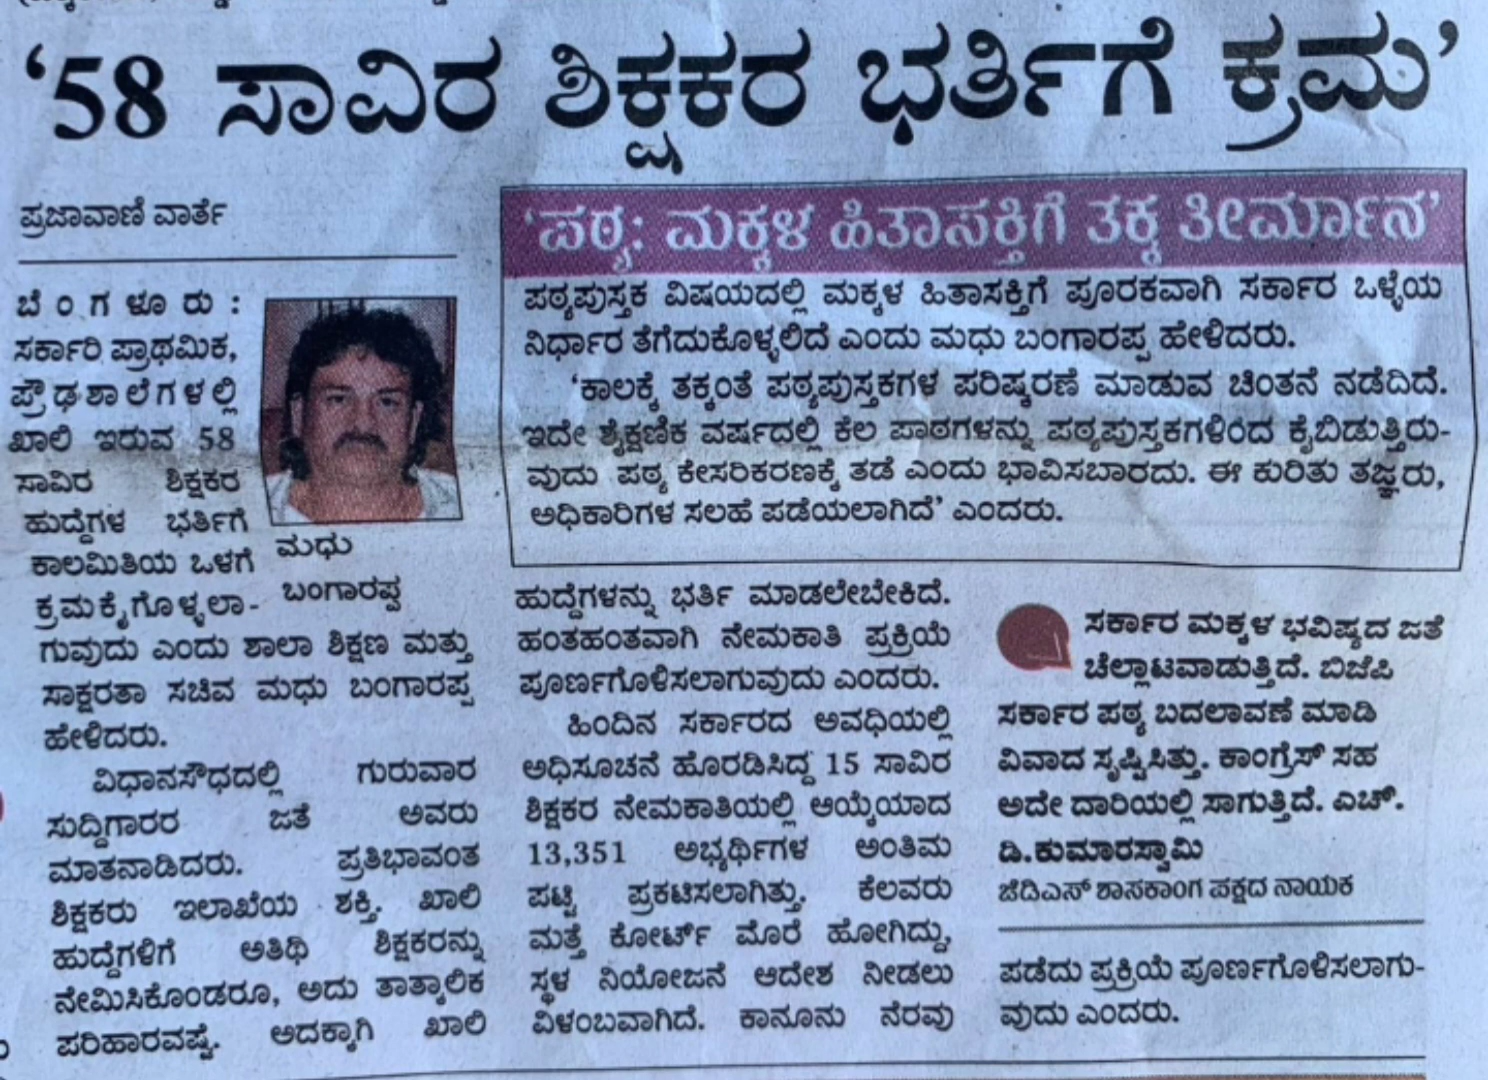 ‘58 ಸಾವಿರ ಶಿಕ್ಷಕರ ಭರ್ತಿಗೆ ಕ್ರಮ’
ಪ್ರಜಾವಾಣಿ ವಾರ್ತೆ
ಬೆಂಗಳೂರು:
ಸರ್ಕಾರಿ ಪ್ರಾಥಮಿಕ,
ಪ್ರೌಢಶಾಲೆಗಳಲ್ಲಿ
ಖಾಲಿ ಇರುವ 58
ಸಾವಿರ ಶಿಕ್ಷಕರ
ಹುದ್ದೆಗಳ ಭರ್ತಿಗೆ
ಕಾಲಮಿತಿಯ ಒಳಗೆ
ಕ್ರಮಕೈಗೊಳ್ಳಲಾ-
ಗುವುದು ಎಂದು ಶಾಲಾ ಶಿಕ್ಷಣ ಮತ್ತು
ಸಾಕ್ಷರತಾ ಸಚಿವ ಮಧು ಬಂಗಾರಪ್ಪ
ಹೇಳಿದರು.
ವಿಧಾನಸೌಧದಲ್ಲಿ ಗುರುವಾರ
ಸುದ್ದಿಗಾರರ ಜತೆ ಅವರು
ಮಾತನಾಡಿದರು. ಪ್ರತಿಭಾವಂತ
ಶಿಕ್ಷಕರು ಇಲಾಖೆಯ ಶಕ್ತಿ. ಖಾಲಿ
ಹುದ್ದೆಗಳಿಗೆ ಅತಿಥಿ ಶಿಕ್ಷಕರನ್ನು
ನೇಮಿಸಿಕೊಂಡರೂ, ಅದು ತಾತ್ಕಾಲಿಕ
ಪರಿಹಾರವಷ್ಟೆ. ಅದಕ್ಕಾಗಿ ಖಾಲಿ
ಮಧು
ಬಂಗಾರಪ್ಪ
‘ಪಠ್ಯ: ಮಕ್ಕಳ ಹಿತಾಸಕ್ತಿಗೆ ತಕ್ಕ ತೀರ್ಮಾನ’
ಪಠ್ಯಪುಸ್ತಕ ವಿಷಯದಲ್ಲಿ ಮಕ್ಕಳ ಹಿತಾಸಕ್ತಿಗೆ ಪೂರಕವಾಗಿ ಸರ್ಕಾರ ಒಳ್ಳೆಯ
ನಿರ್ಧಾರ ತೆಗೆದುಕೊಳ್ಳಲಿದೆ ಎಂದು ಮಧು ಬಂಗಾರಪ್ಪ ಹೇಳಿದರು.
‘ಕಾಲಕ್ಕೆ ತಕ್ಕಂತೆ ಪಠ್ಯಪುಸ್ತಕಗಳ ಪರಿಷ್ಕರಣೆ ಮಾಡುವ ಚಿಂತನೆ ನಡೆದಿದೆ.
ಇದೇ ಶೈಕ್ಷಣಿಕ ವರ್ಷದಲ್ಲಿ ಕೆಲ ಪಾಠಗಳನ್ನು ಪಠ್ಯಪುಸ್ತಕಗಳಿಂದ ಕೈಬಿಡುತ್ತಿರು-
ವುದು ಪಠ್ಯ ಕೇಸರಿಕರಣಕ್ಕೆ ತಡೆ ಎಂದು ಭಾವಿಸಬಾರದು. ಈ ಕುರಿತು ತಜ್ಞರು,
ಅಧಿಕಾರಿಗಳ ಸಲಹೆ ಪಡೆಯಲಾಗಿದೆ’ ಎಂದರು.
ಹುದ್ದೆಗಳನ್ನು ಭರ್ತಿ ಮಾಡಲೇಬೇಕಿದೆ.
ಹಂತಹಂತವಾಗಿ ನೇಮಕಾತಿ ಪ್ರಕ್ರಿಯೆ
ಪೂರ್ಣಗೊಳಿಸಲಾಗುವುದು ಎಂದರು.
ಹಿಂದಿನ ಸರ್ಕಾರದ ಅವಧಿಯಲ್ಲಿ
ಅಧಿಸೂಚನೆ ಹೊರಡಿಸಿದ್ದ 15 ಸಾವಿರ
ಶಿಕ್ಷಕರ ನೇಮಕಾತಿಯಲ್ಲಿ ಆಯ್ಕೆಯಾದ
13,351 ಅಭ್ಯರ್ಥಿಗಳ ಅಂತಿಮ
ಪಟ್ಟಿ ಪ್ರಕಟಿಸಲಾಗಿತ್ತು. ಕೆಲವರು
ಮತ್ತೆ ಕೋರ್ಟ್ ಮೊರೆ ಹೋಗಿದ್ದು,
ಸ್ಥಳ ನಿಯೋಜನೆ ಆದೇಶ ನೀಡಲು
ವಿಳಂಬವಾಗಿದೆ. ಕಾನೂನು ನೆರವು
ಸರ್ಕಾರ ಮಕ್ಕಳ ಭವಿಷ್ಯದ ಜತೆ
ಚೆಲ್ಲಾಟವಾಡುತ್ತಿದೆ. ಬಿಜೆಪಿ
ಸರ್ಕಾರ ಪಠ್ಯ ಬದಲಾವಣೆ ಮಾಡಿ
ವಿವಾದ ಸೃಷ್ಟಿಸಿತ್ತು. ಕಾಂಗ್ರೆಸ್ ಸಹ
ಅದೇ ದಾರಿಯಲ್ಲಿ ಸಾಗುತ್ತಿದೆ. ಎಚ್.
ಡಿ.ಕುಮಾರಸ್ವಾಮಿ
ಜೆಡಿಎಸ್ ಶಾಸಕಾಂಗ ಪಕ್ಷದ ನಾಯಕ
ಪಡೆದು ಪ್ರಕ್ರಿಯೆ ಪೂರ್ಣಗೊಳಿಸಲಾಗು-
ವುದು ಎಂದರು.